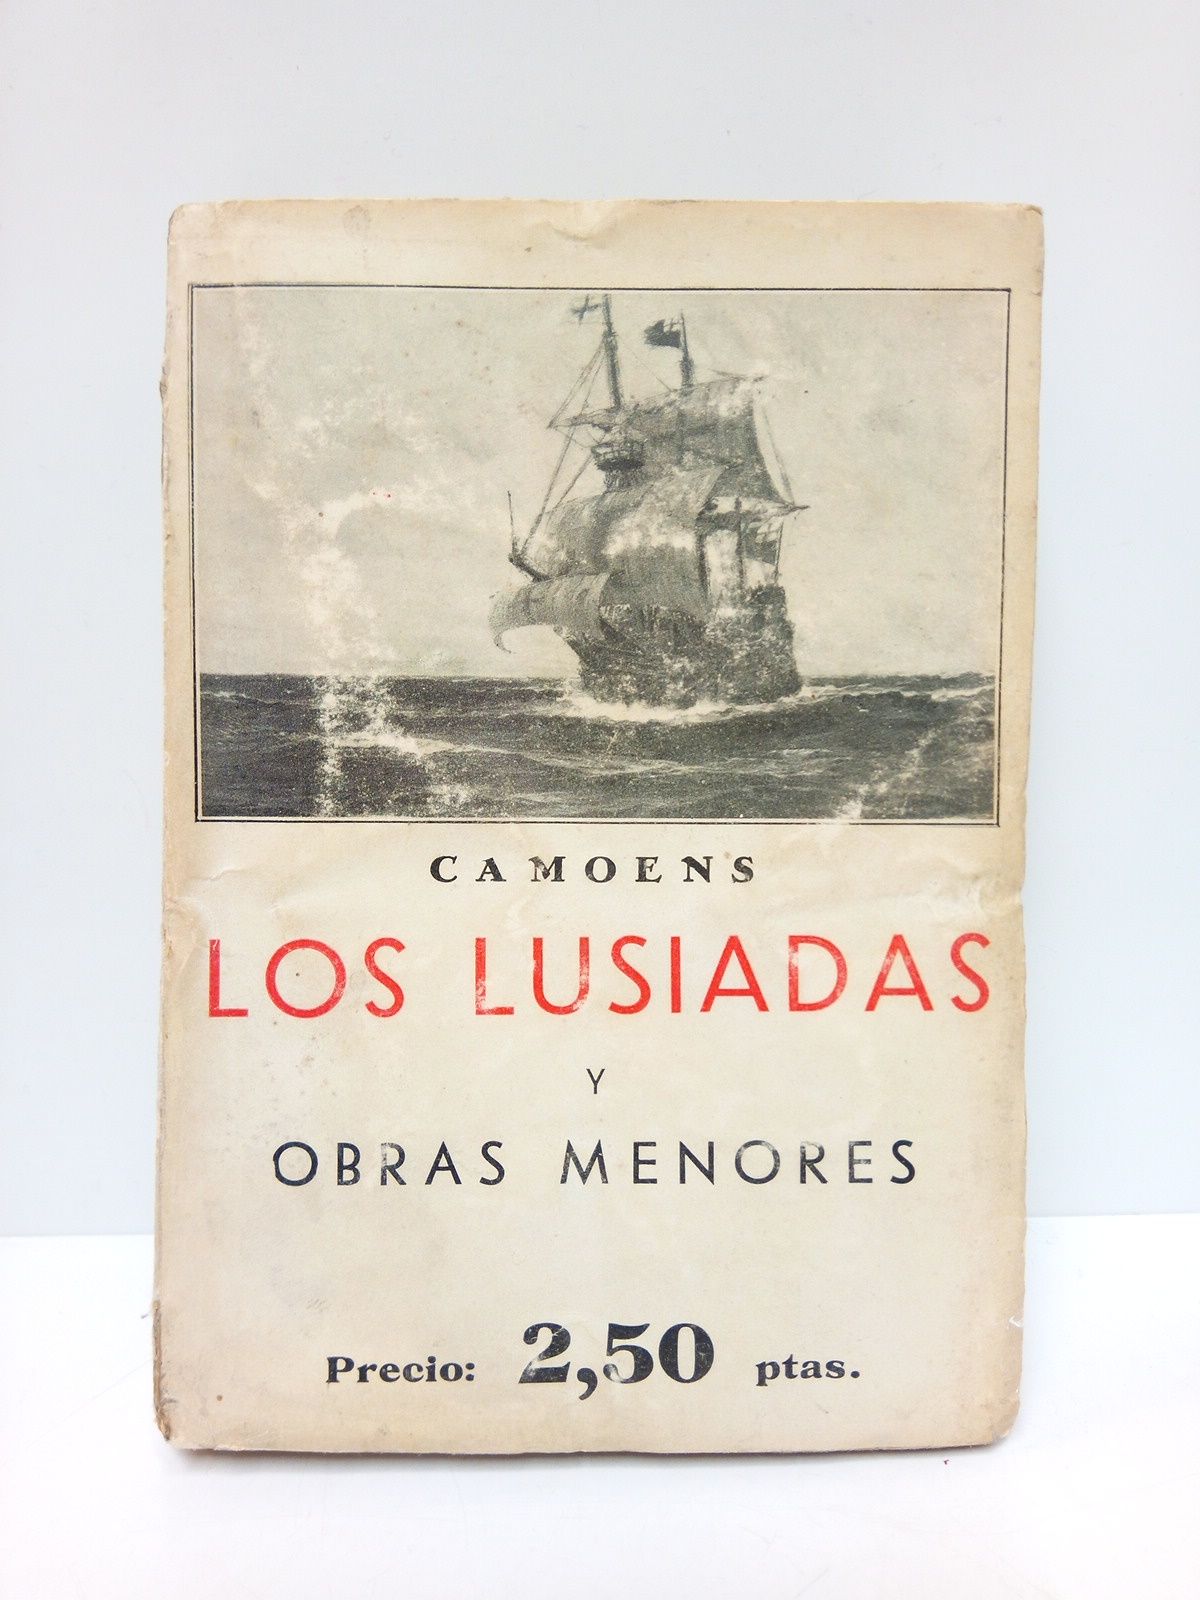 CAMOENS
LOS LUSIADAS
Y
OBRAS MENORES
Precio: 2,50 ptas.